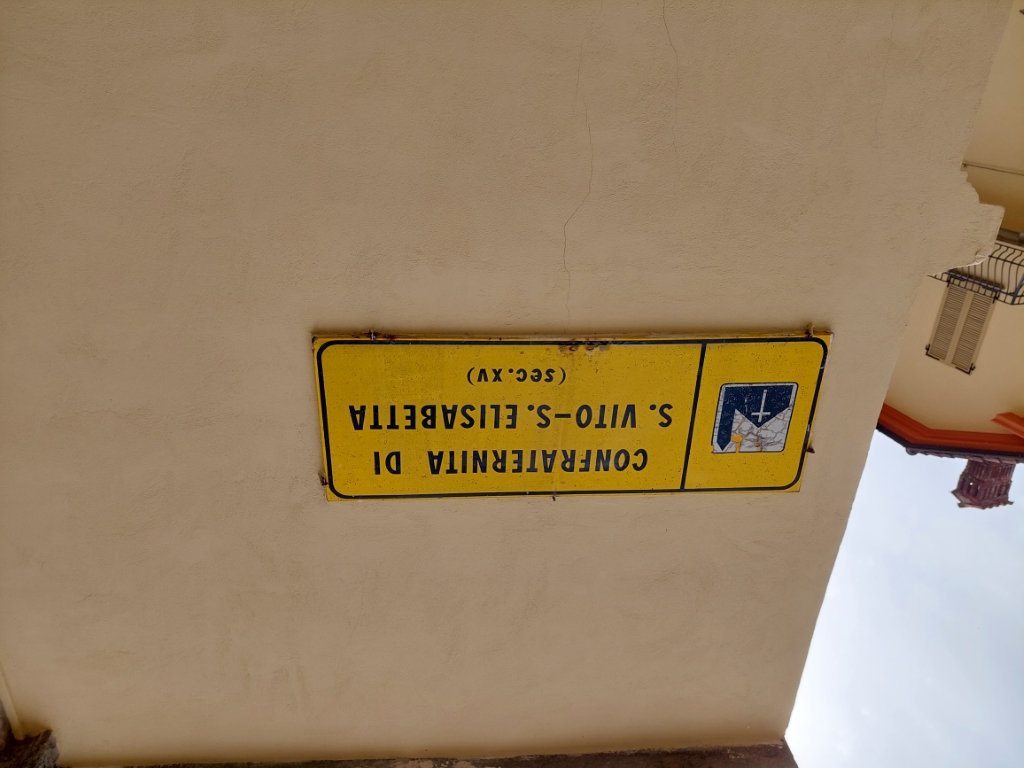 CONFRATERNITA DI
S. VITO-S. ELISABETTA
(sec. XV)